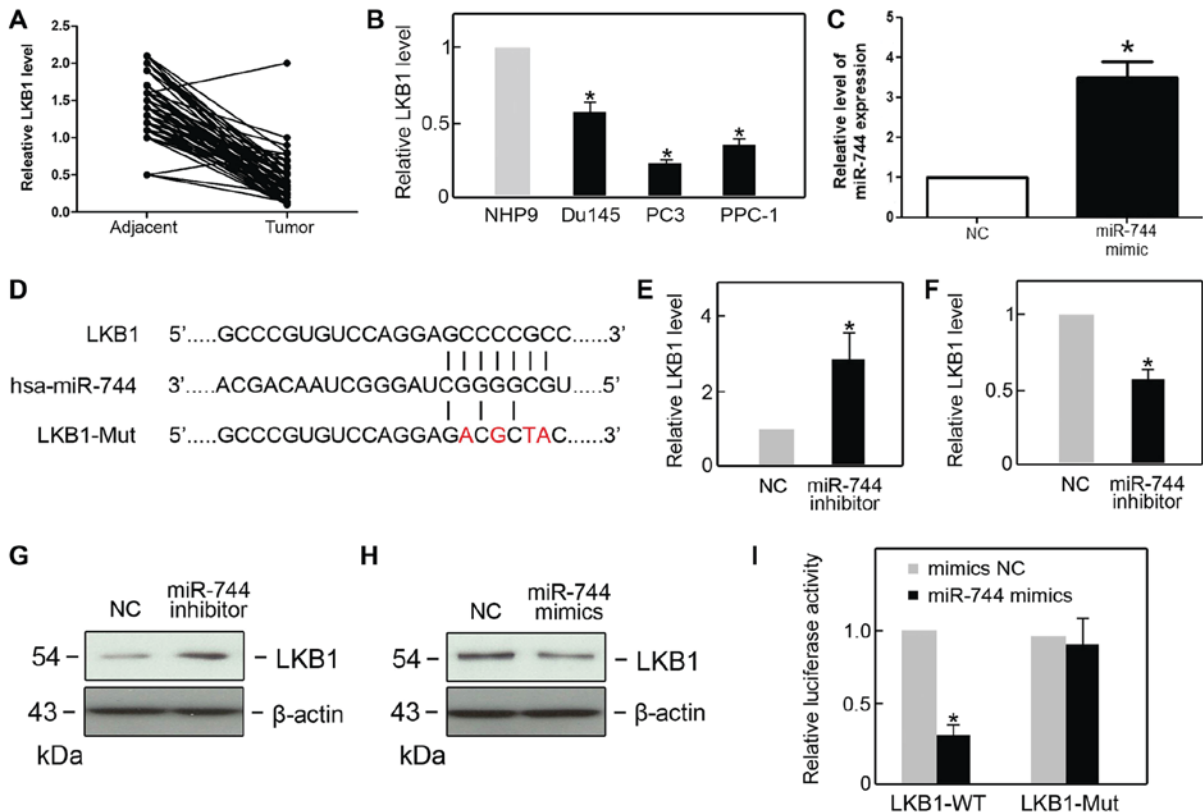 A
Releative LKB1 level
2.5
2.0
1.5
1.0
0.5
0.0
Adjacent Tumor
B
Relative LKB1 level
1
0.5
0
* * *
NHP9 Du145 PC3 PPC-1
C
Releative level of
miR-744 expression
5
4
3
2
1
0
*
NC miR-744
mimic
D
LKB1 5'.....GCCCGUGUCCAGGAGCCCCGCC......3'
hsa-miR-744 3'.....ACGACAAUCGGGAUCGGGGCGU......5'
LKB1-Mut 5'.....GCCCGUGUCCAGGAGACGCTAC......3'
E
Relative LKB1 level
4
2
0
*
NC miR-744
inhibitor
F
Relative LKB1 level
1
0.5
0
*
NC miR-744
inhibitor
G
NC miR-744
inhibitor
54 – – LKB1
43 – – β-actin
kDa
H
NC miR-744
mimics
54 – – LKB1
43 – – β-actin
kDa
I
Relative luciferase activity
mimics NC
miR-744 mimics
1.0
0.5
0
*
LKB1-WT LKB1-Mut